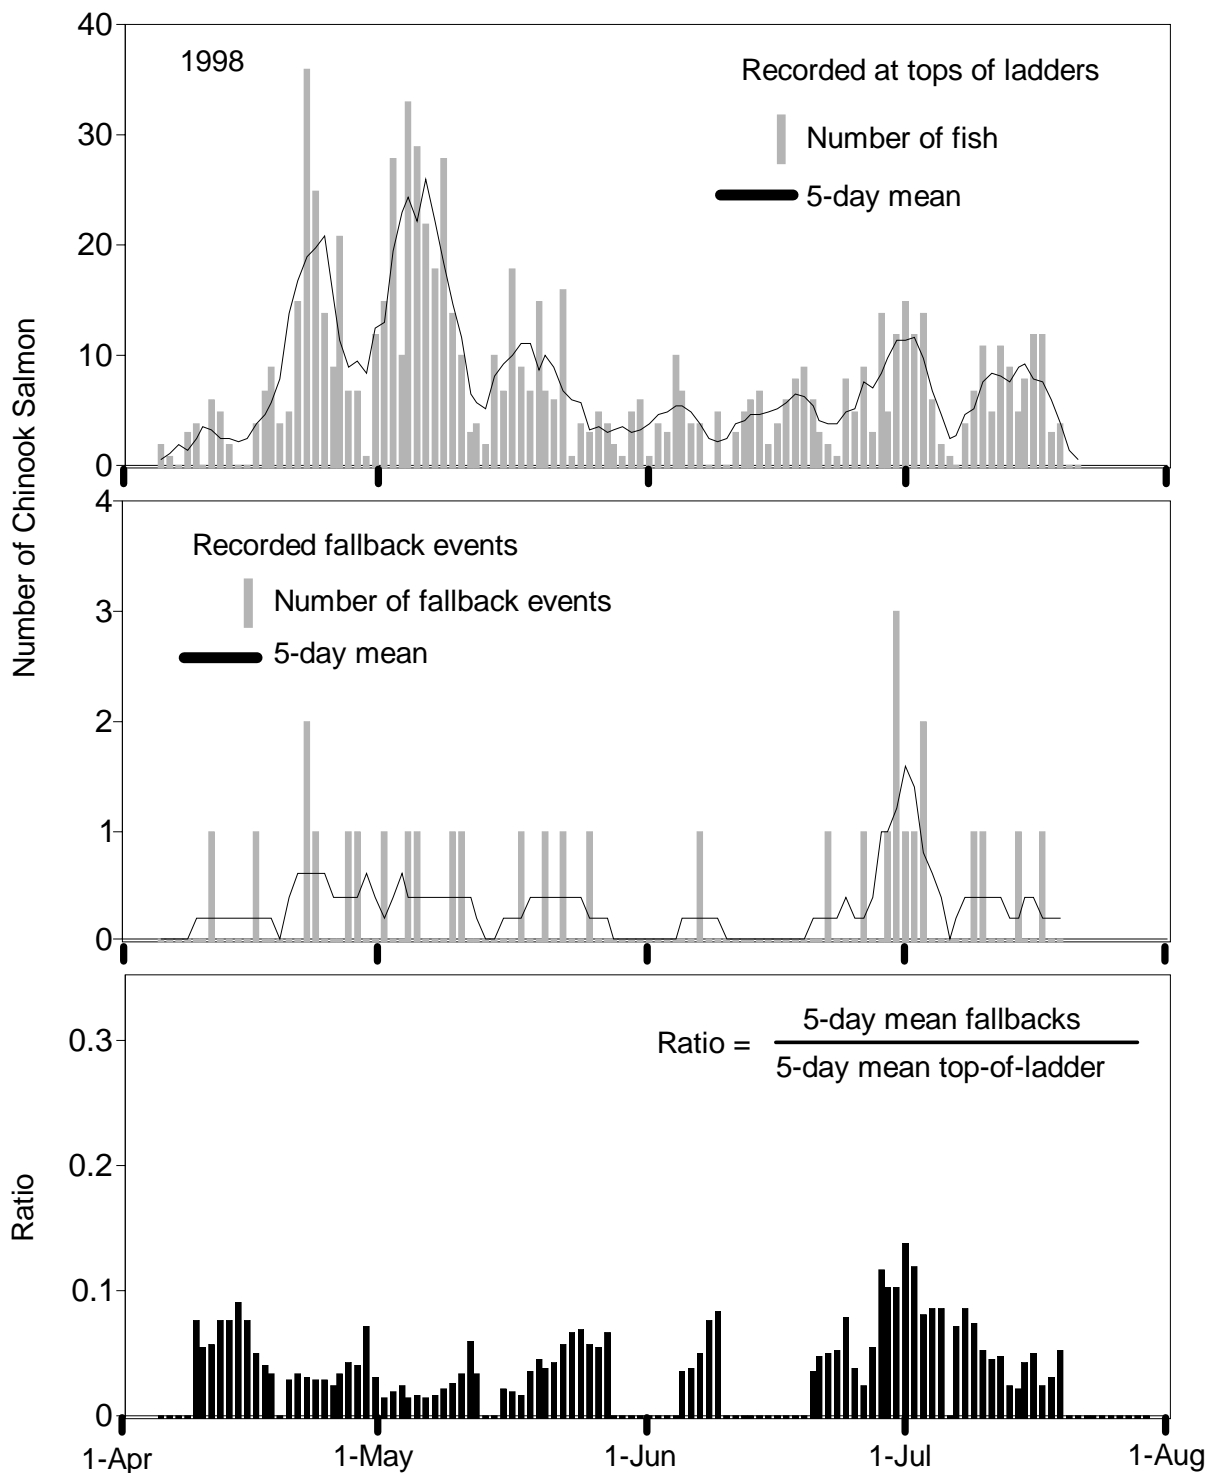 40
30
20
10
0
1998
Recorded at tops of ladders
Number of fish
5-day mean
Number of Chinook Salmon
4
3
2
1
0
Recorded fallback events
Number of fallback events
5-day mean
0.3
0.2
0.1
0
Ratio
Ratio =
5-day mean fallbacks
5-day mean top-of-ladder
1-Apr
1-May
1-Jun
1-Jul
1-Aug